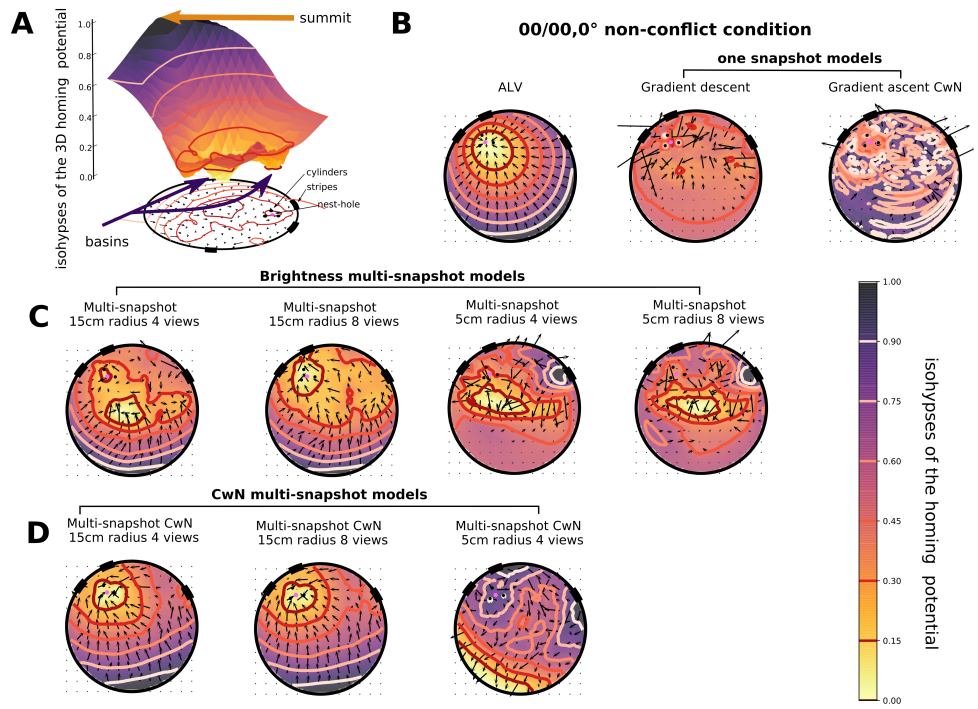 A
summit
isohypses of the 3D homing potential
1.0
0.8
0.6
0.4
0.2
0.0
cylinders
stripes
nest-hole
basins
B
00/00,0° non-conflict condition
one snapshot models
ALV
Gradient descent
Gradient ascent CwN
Brightness multi-snapshot models
C
Multi-snapshot
15cm radius 4 views
Multi-snapshot
15cm radius 8 views
Multi-snapshot
5cm radius 4 views
Multi-snapshot
5cm radius 8 views
CwN multi-snapshot models
D
Multi-snapshot CwN
15cm radius 4 views
Multi-snapshot CwN
15cm radius 8 views
Multi-snapshot CwN
5cm radius 4 views
1.00
0.90
0.75
0.60
0.45
0.30
0.15
0.00
isohypses of the homing potential